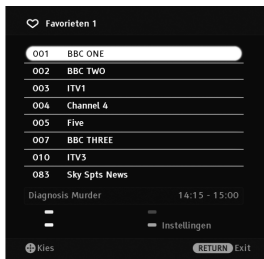 Favorieten 1
001 BBC ONE
002 BBC TWO
003 ITV1
004 Channel 4
005 Five
007 BBC THREE
010 ITV3
083 Sky Spts News
Diagnosis Murder 14:15 - 15:00
Instellingen
Kies RETURN Exit